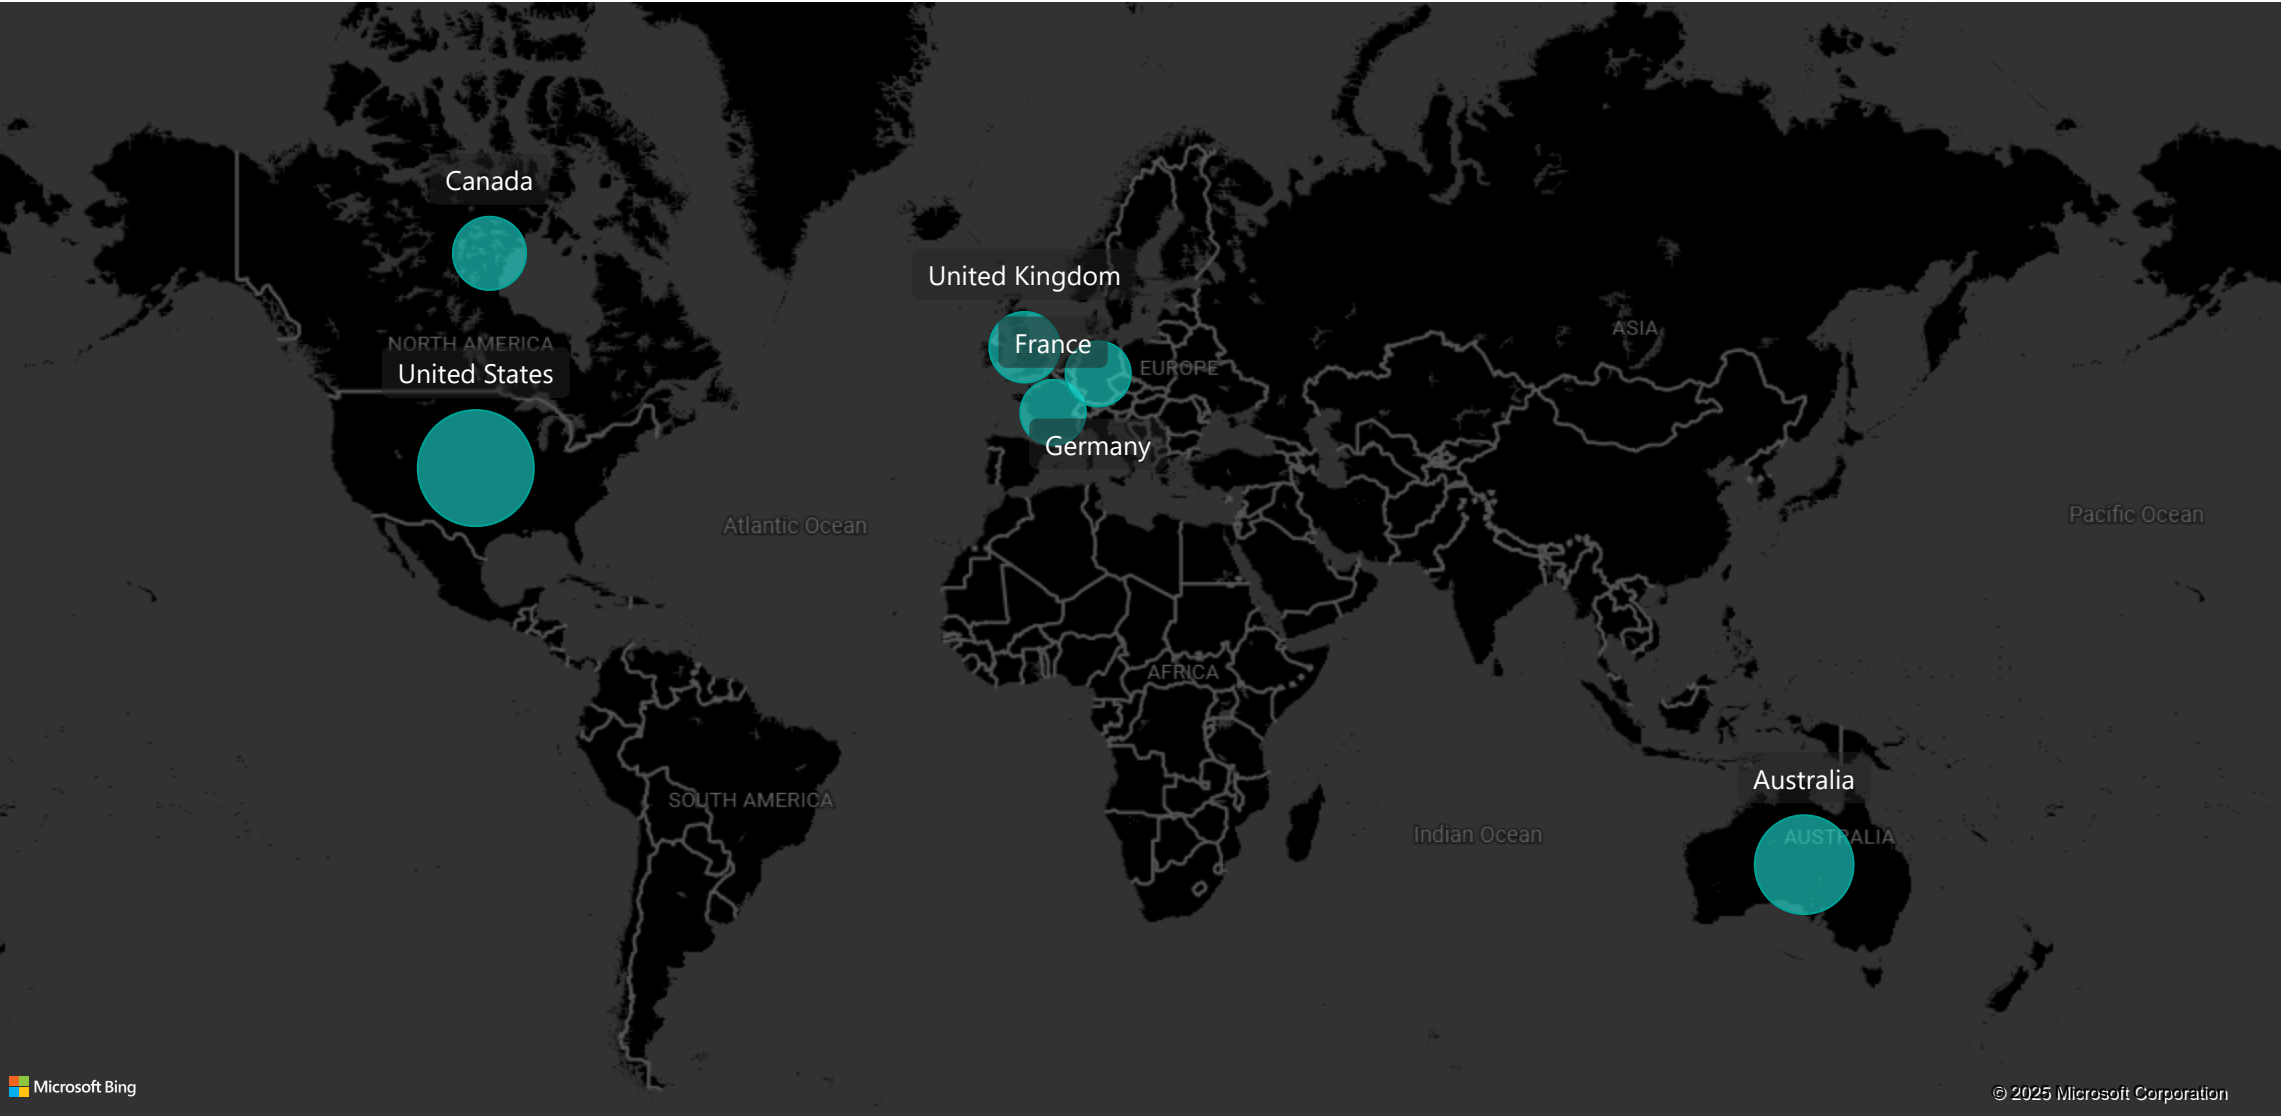 Canada
United Kingdom
NORTH AMERICA
ASIA
France
EUROPE
United States
Germany
Atlantic Ocean
Pacific Ocean
AFRICA
Australia
SOUTH AMERICA
Indian Ocean
AUSTRALIA
Microsoft Bing
© 2025 Microsoft Corporation